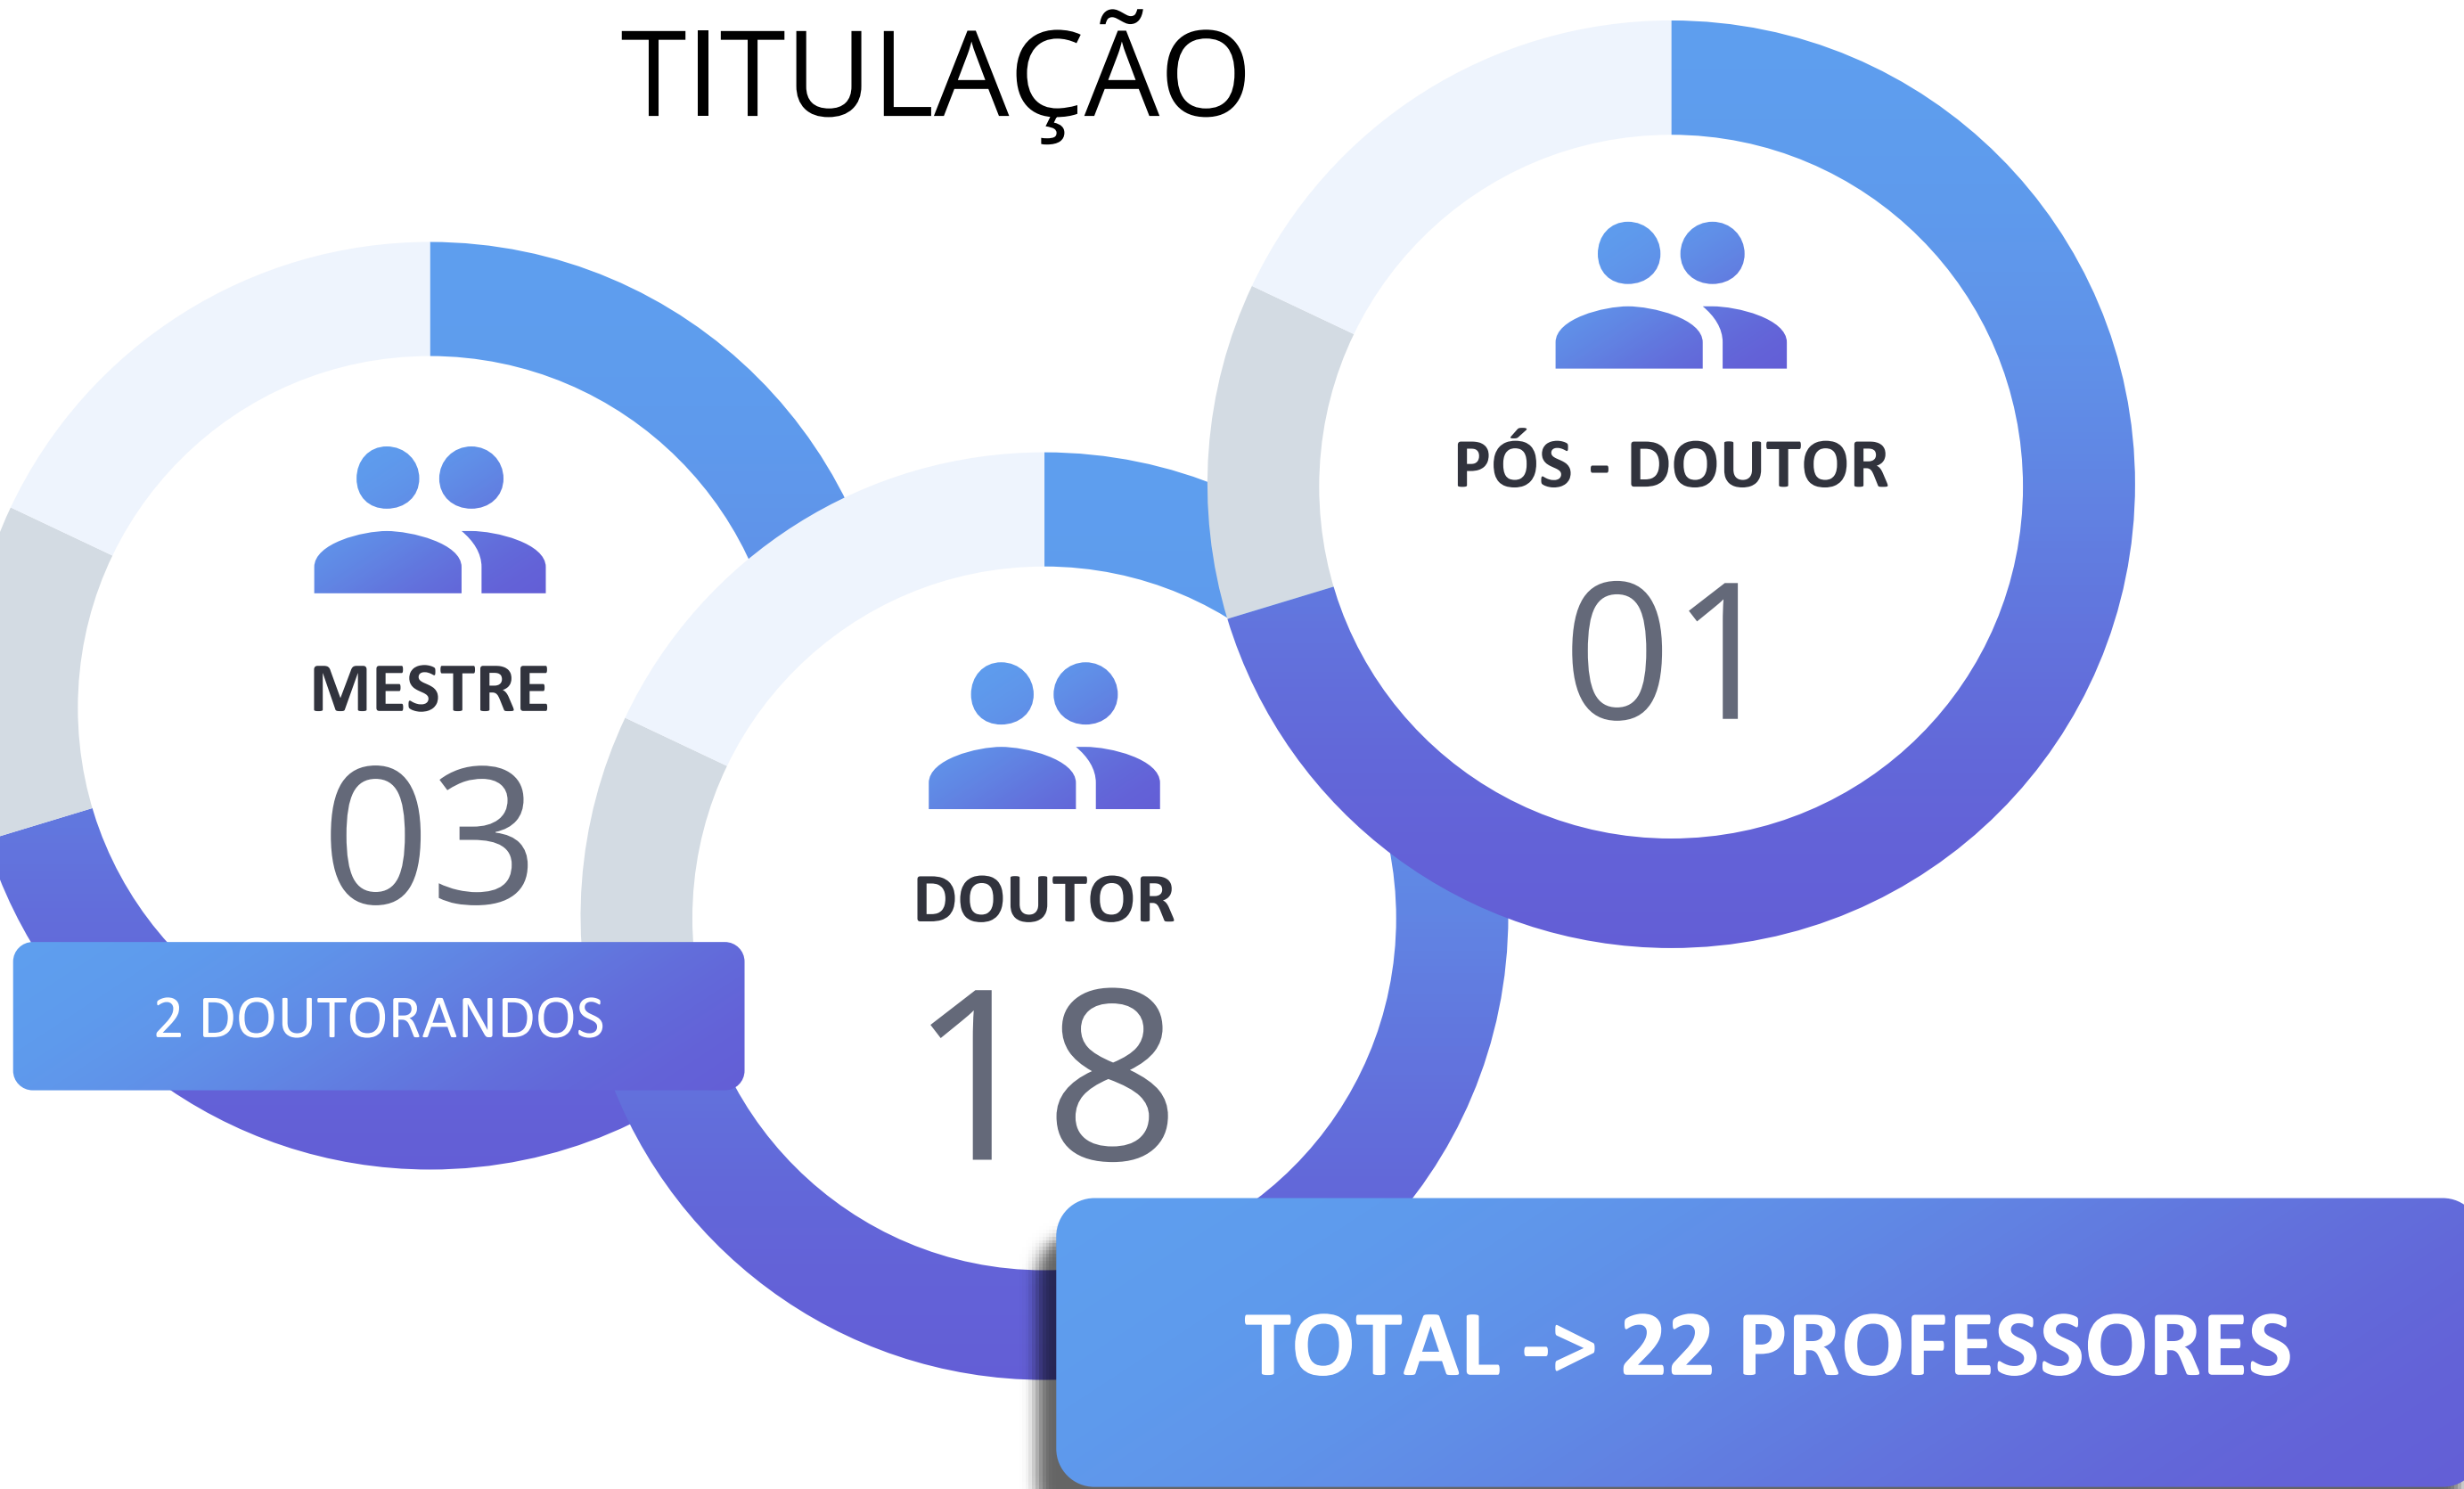 TITULAÇÃO
MESTRE
03
2 DOUTORANDOS
DOUTOR
18
PÓS - DOUTOR
01
TOTAL -> 22 PROFESSORES